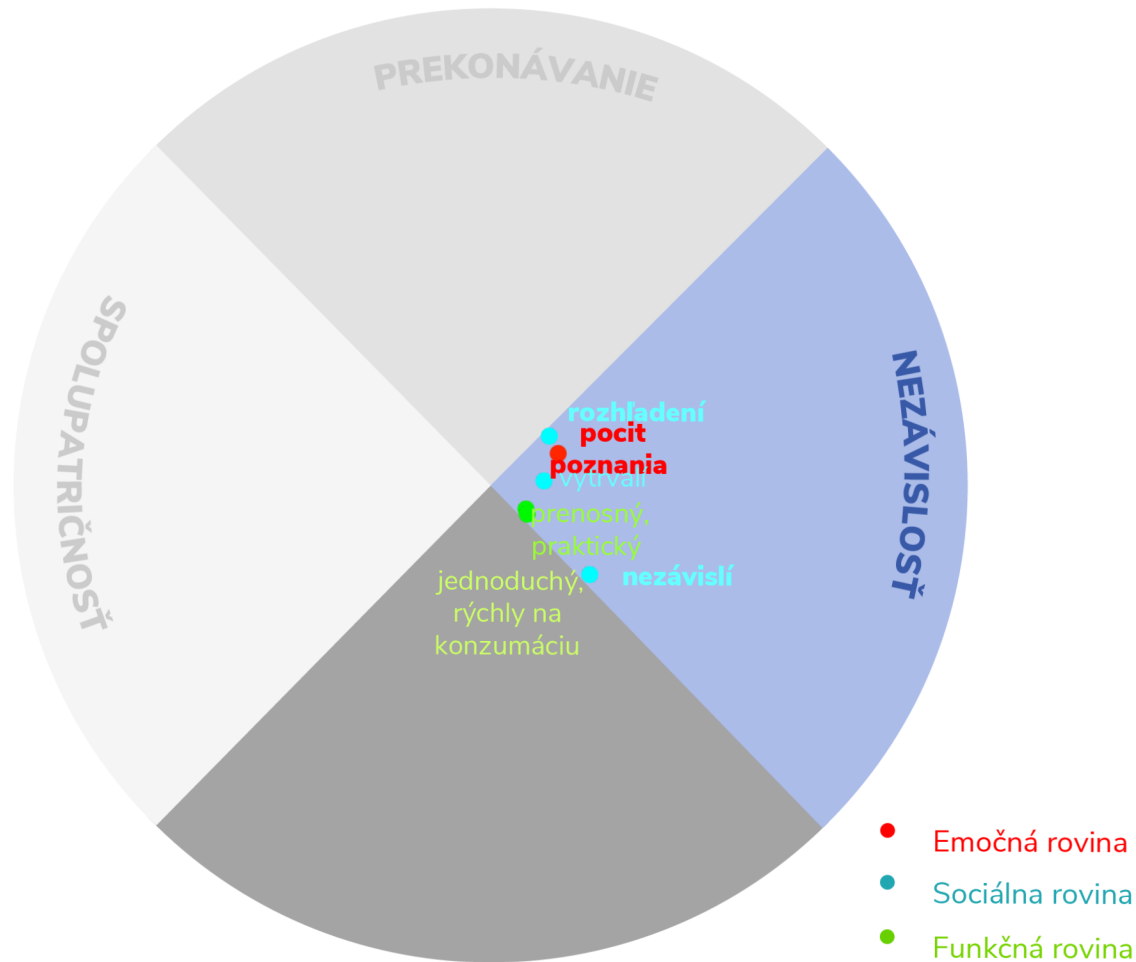 PREKONÁVANIE
SPOLUPATRIČNOSŤ
NEZÁVISLOSŤ
rozhľadení
pocit
poznania
vytrvalí
prenosný,
praktický
jednoduchý,
rýchly na
konzumáciu
nezávislí
Emočná rovina
Sociálna rovina
Funkčná rovina